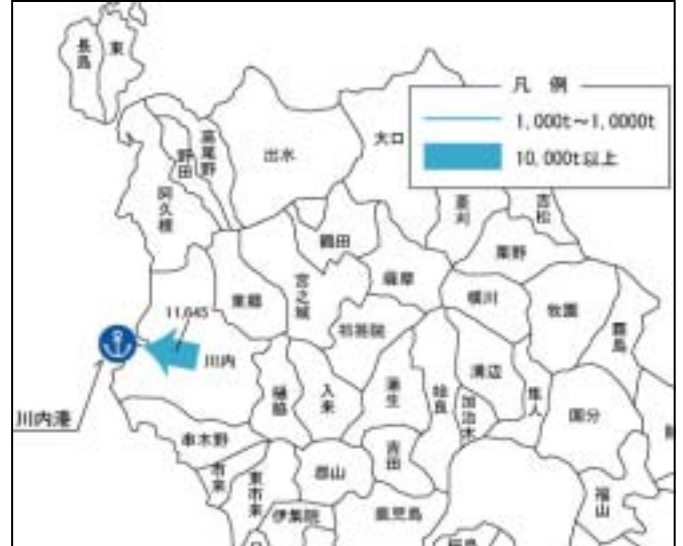 長島
東
凡 例
1,000t～1,0000t
10,000t以上
大口
高尾野
野田
出水
阿久根
菱刈
吉松
鶴田
栗野
薩摩
宮之城
東郷
横川
牧園
霧島
11,645
祁答院
川内
溝辺
樋脇
入来
蒲生
姶良
加治木
隼人
国分
川内港
串木野
吉田
市来
東市来
郡山
福山
伊集院
鹿児島
桜島